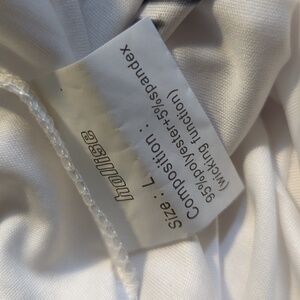 hollise
Size : L
Composition :
95%polyester+5%spandex
(wicking function)